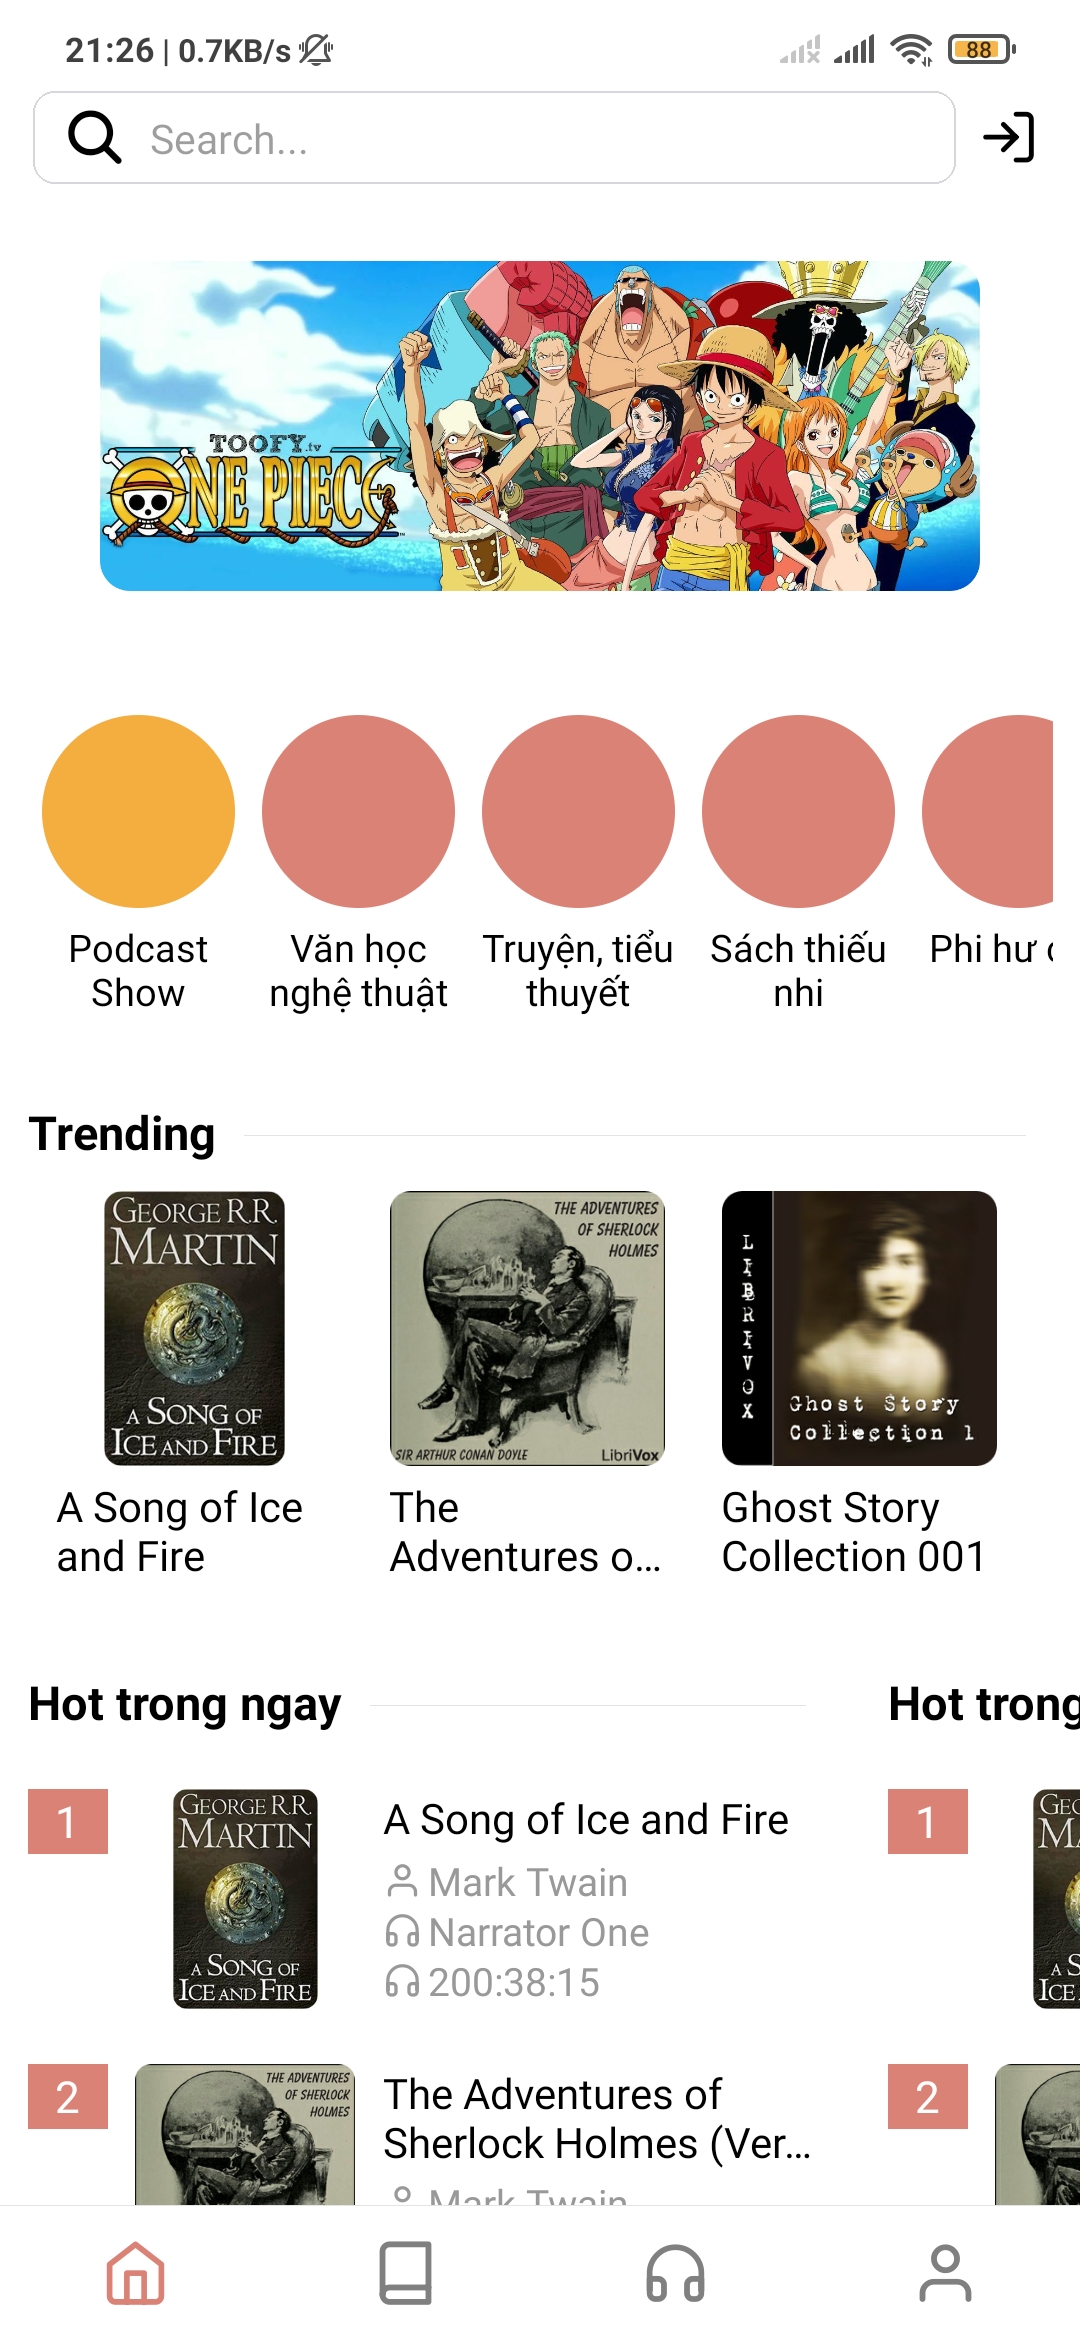 21:26 | 0.7KB/s
88
Search...
TOOFY.tv
ONE PIECE
Podcast
Show
Văn học
nghệ thuật
Truyện, tiểu
thuyết
Sách thiếu
nhi
Phi hư
Trending
GEORGE R.R.
MARTIN
A SONG OF
ICE AND FIRE
THE ADVENTURES
OF SHERLOCK
HOLMES
SIR ARTHUR CONAN DOYLE
LibriVox
LIBRIVOX
Ghost Story
Collection 1
A Song of Ice
and Fire
The
Adventures o...
Ghost Story
Collection 001
Hot trong ngay
Hot trong
1
GEORGE R.R.
MARTIN
A SONG OF
ICE AND FIRE
A Song of Ice and Fire
Mark Twain
Narrator One
200:38:15
1
2
THE ADVENTURES
OF SHERLOCK
HOLMES
The Adventures of
Sherlock Holmes (Ver...
Mark Twain
2